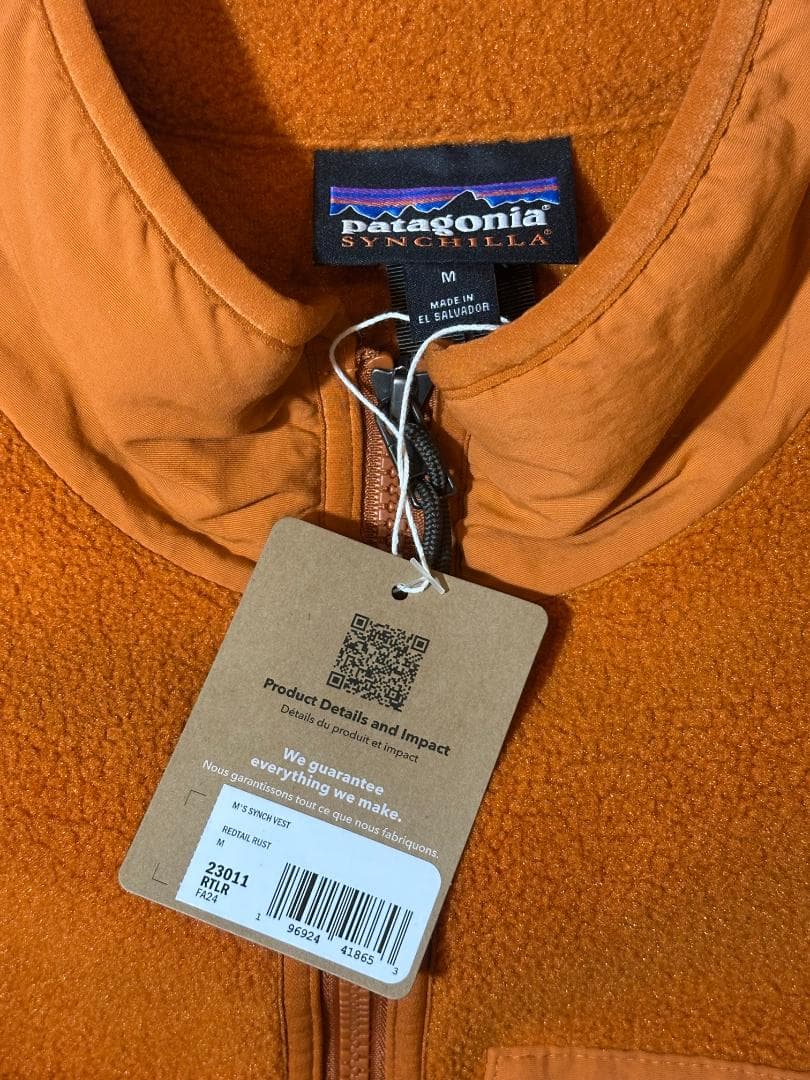 patagonia®
SYNCHILLA®
M
MADE IN
EL SALVADOR
Product Details and Impact
Détails du produit et impact
We guarantee
everything we make.
Nous garantissons tout ce que nous fabriquons.
M'S SYNCH VEST
REDTAIL RUST
M
23011
RTLR
FA24
1 96924 41865 3